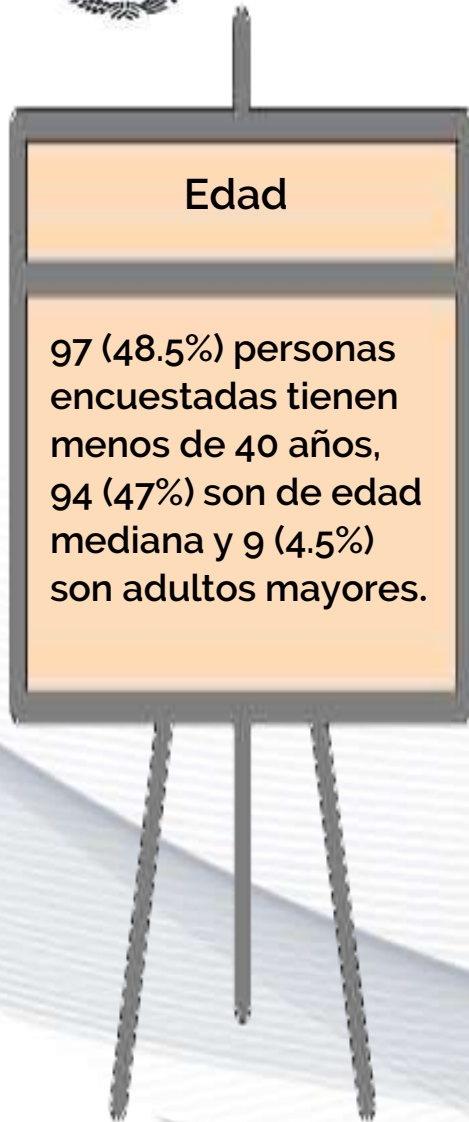 Edad
97 (48.5%) personas
encuestadas tienen
menos de 40 años,
94 (47%) son de edad
mediana y 9 (4.5%)
son adultos mayores.